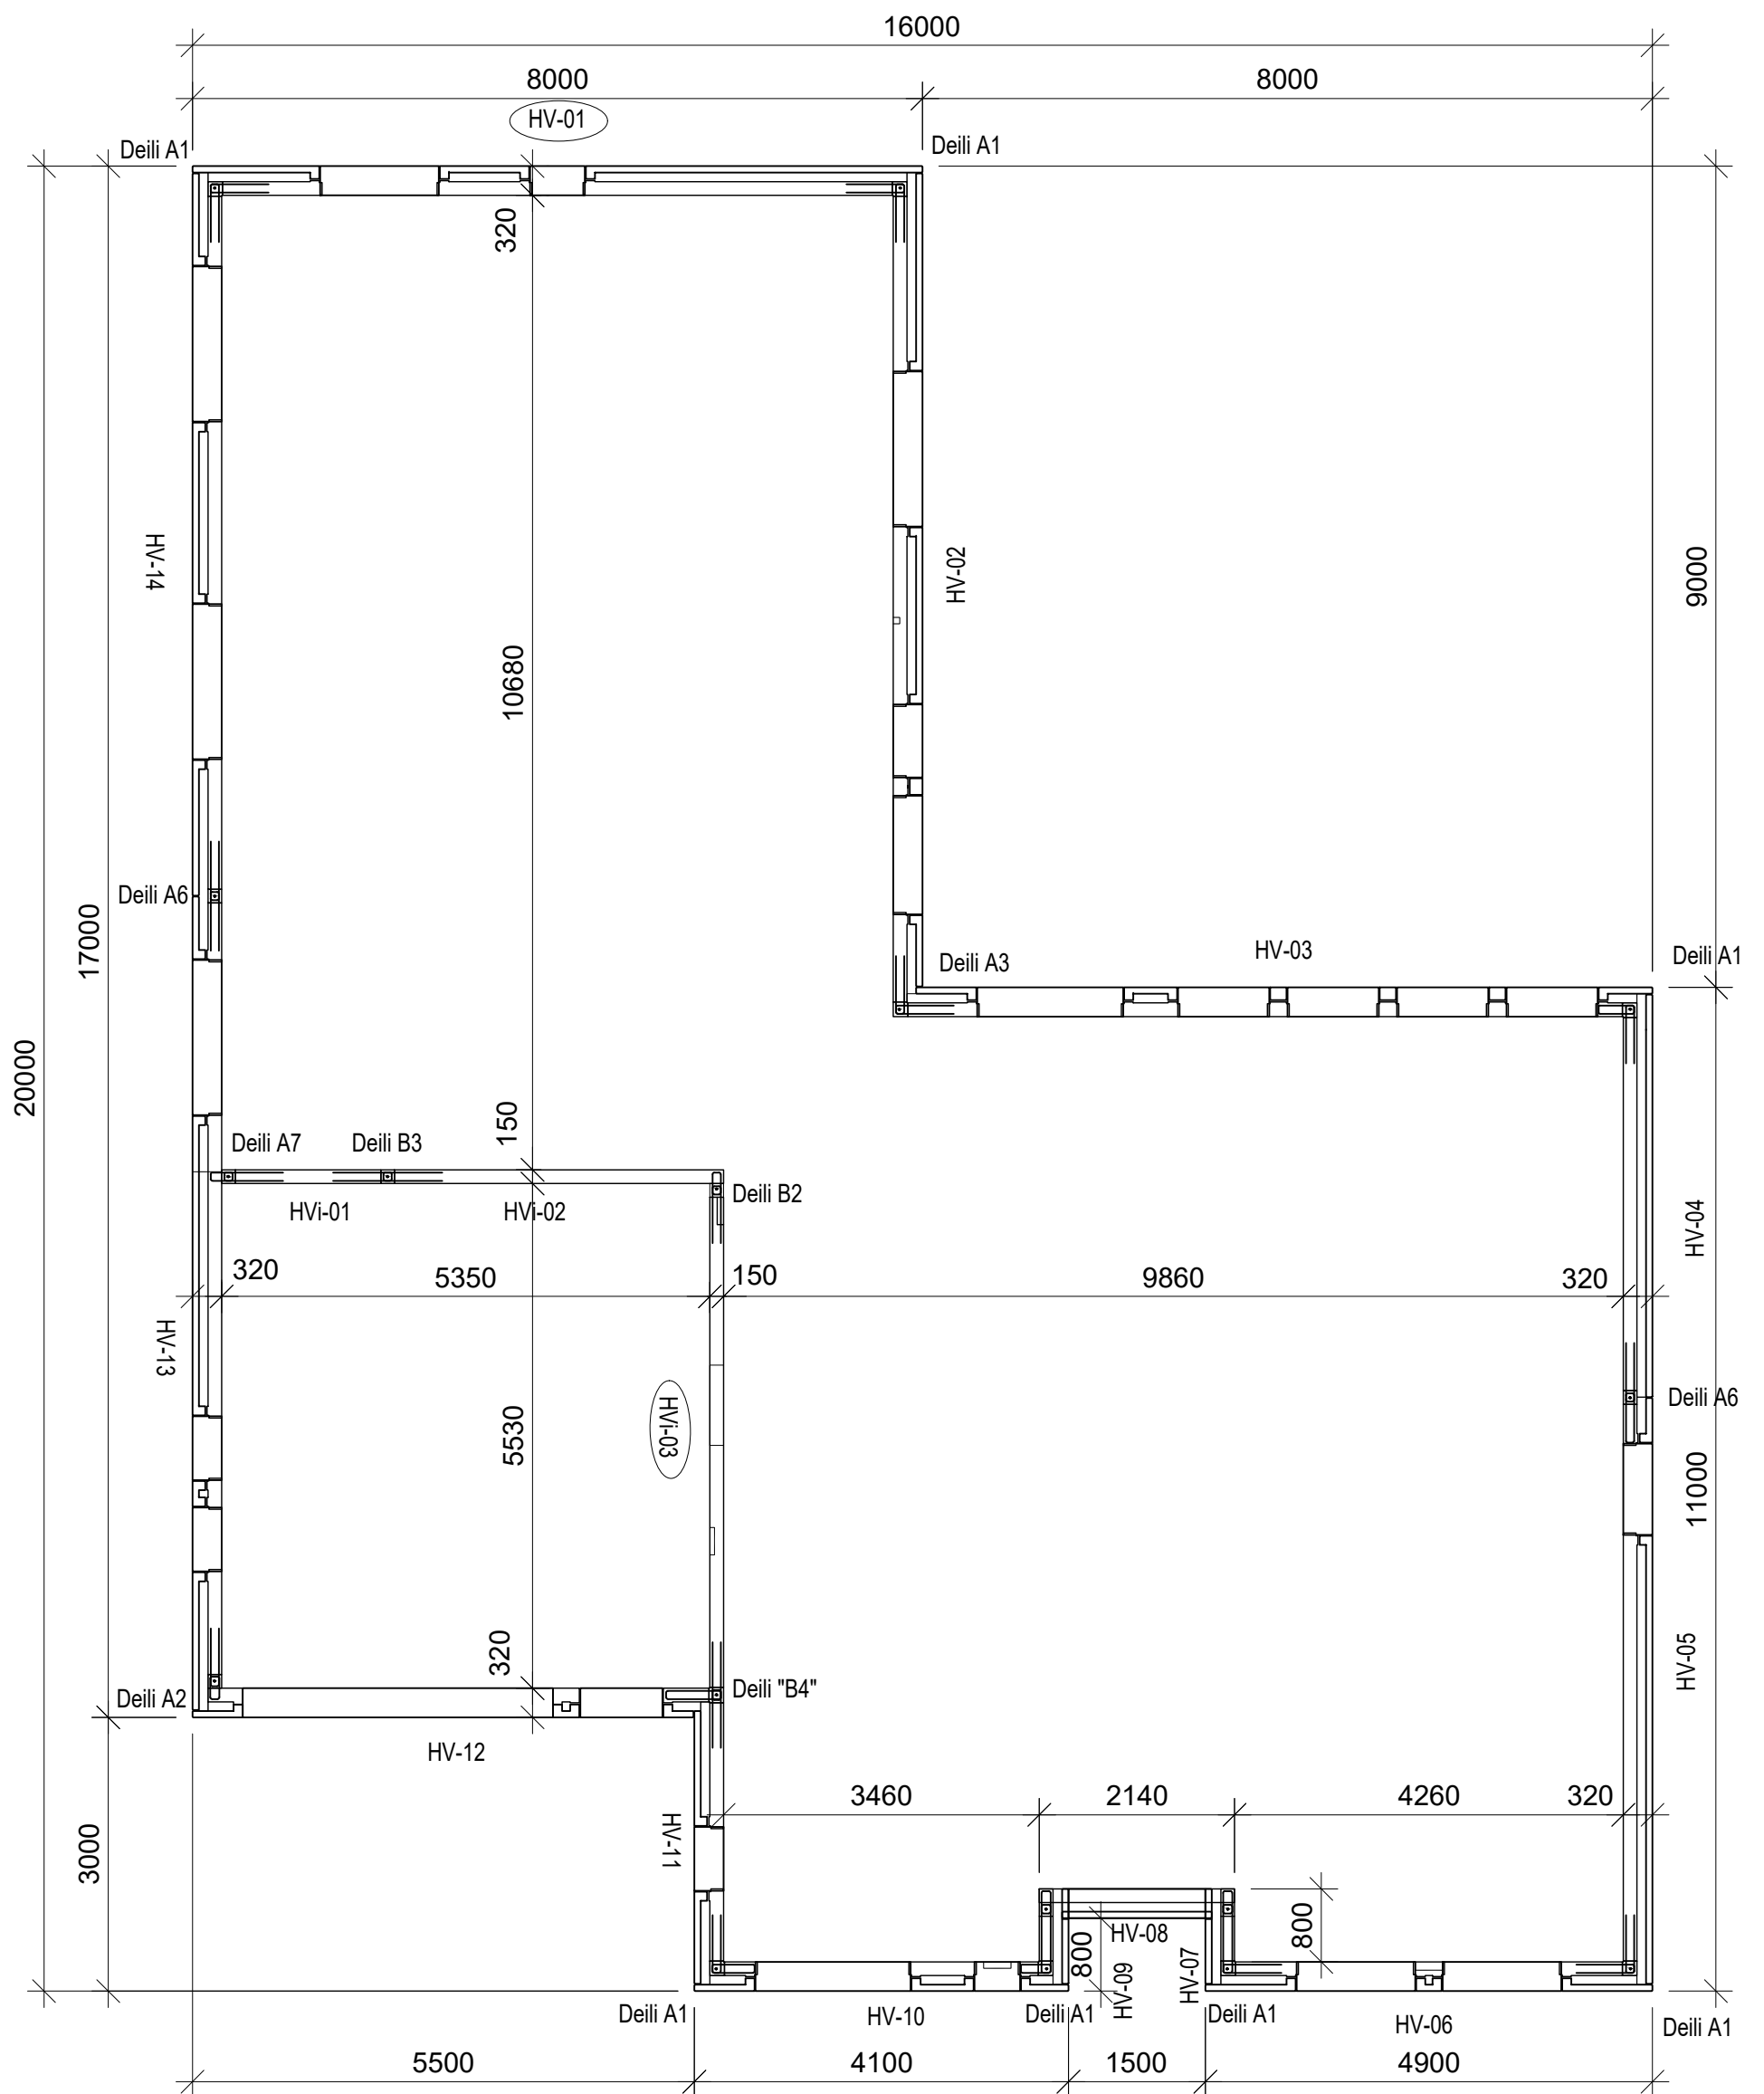 16000
8000
8000
HV-01
Deili A1
Deili A1
320
HV-14
HV-02
9000
10680
Deili A6
17000
Deili A3
HV-03
Deili A1
20000
150
Deili A7
Deili B3
HVi-01
HVi-02
Deili B2
HV-04
320
5350
150
9860
320
HV-13
HVi-03
5530
Deili A6
11000
320
HV-05
Deili A2
Deili "B4"
HV-12
3460
2140
4260
320
HV-11
3000
800
800
HV-08
HV-09
HV-07
Deili A1
HV-10
Deili A1
Deili A1
HV-06
Deili A1
5500
4100
1500
4900